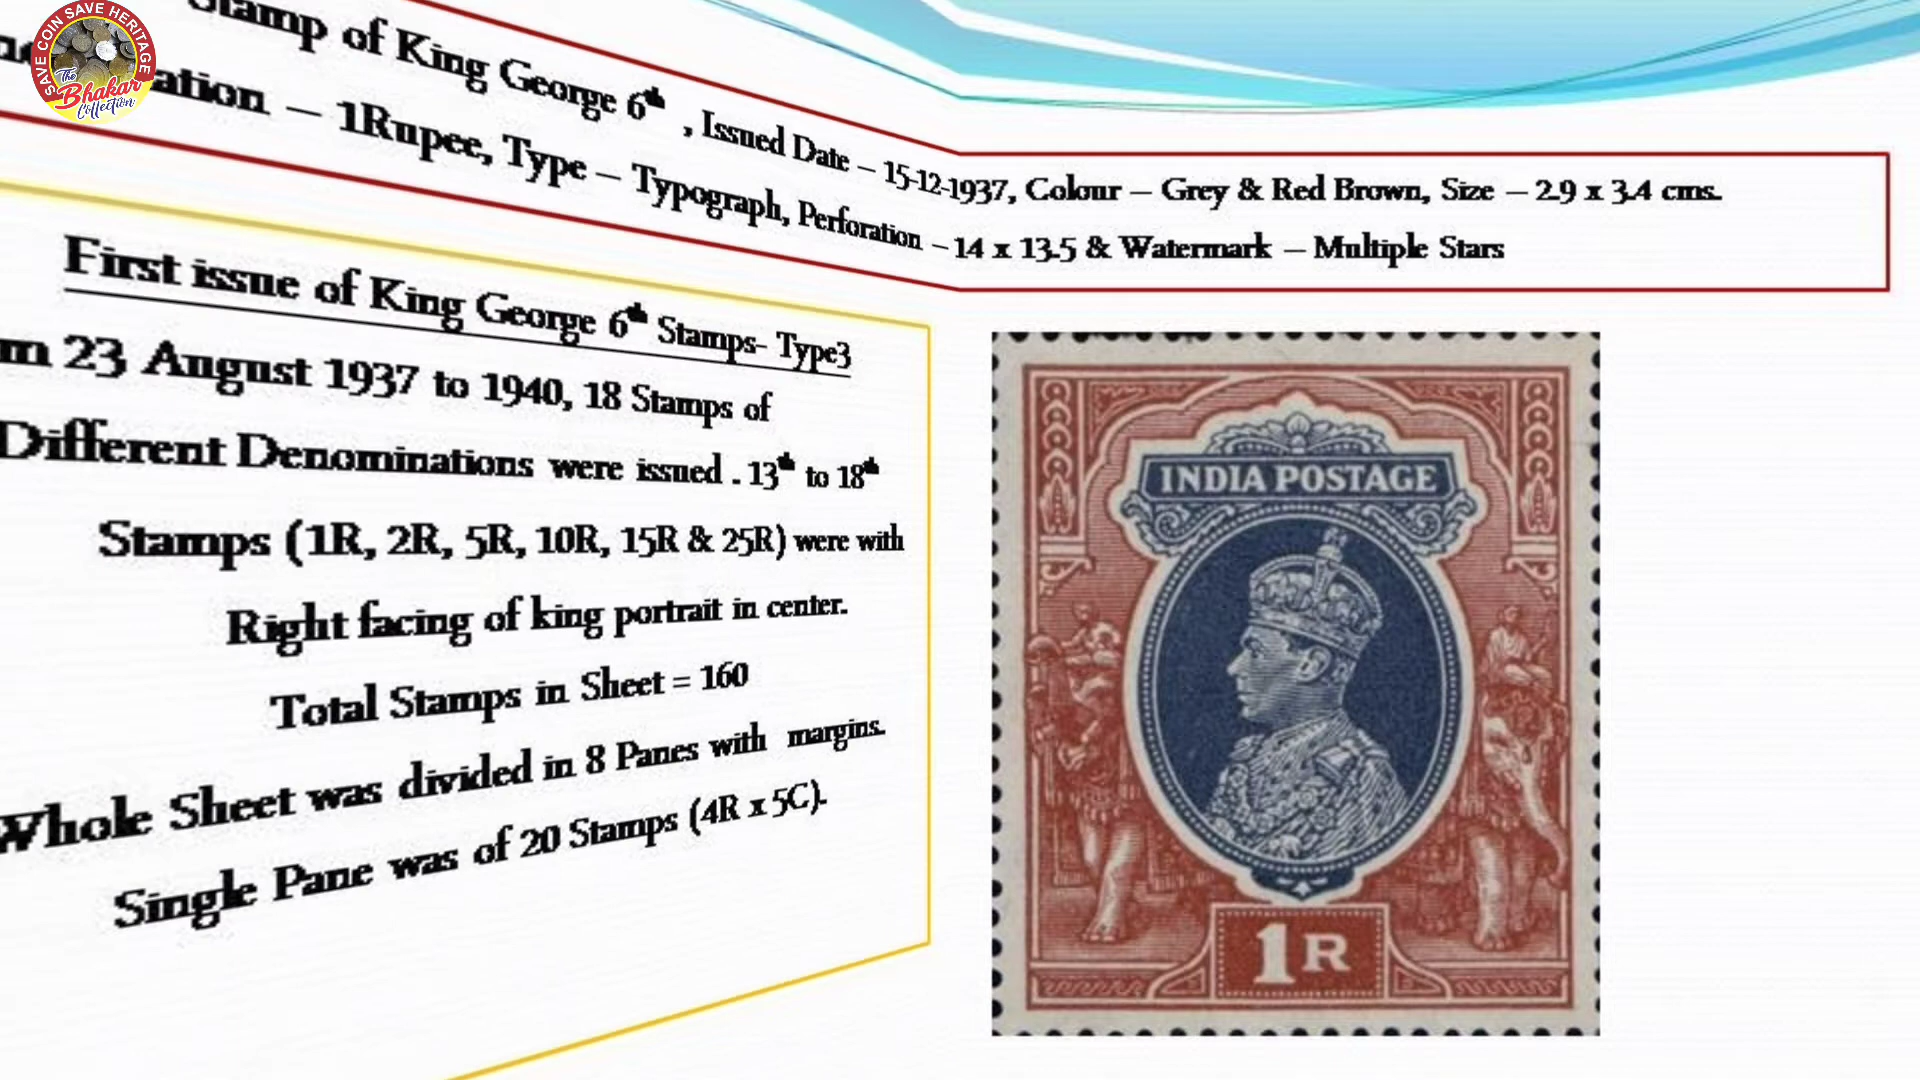 SAVE COIN SAVE HERITAGE
The
Bhakar
Collection
Stamp of King George 6th , Issued Date – 15-12-1937, Colour – Grey & Red Brown, Size – 2.9 x 3.4 cms.
– 1Rupee, Type – Typograph, Perforation – 14 x 13.5 & Watermark – Multiple Stars
First issue of King George 6th Stamps- Type3
23 August 1937 to 1940, 18 Stamps of
Different Denominations were issued . 13th to 18th
Stamps (1R, 2R, 5R, 10R, 15R & 25R) were with
Right facing of king portrait in center.
Total Stamps in Sheet = 160
Whole Sheet was divided in 8 Panes with margins.
Single Pane was of 20 Stamps (4R x 5C).
INDIA POSTAGE
1R